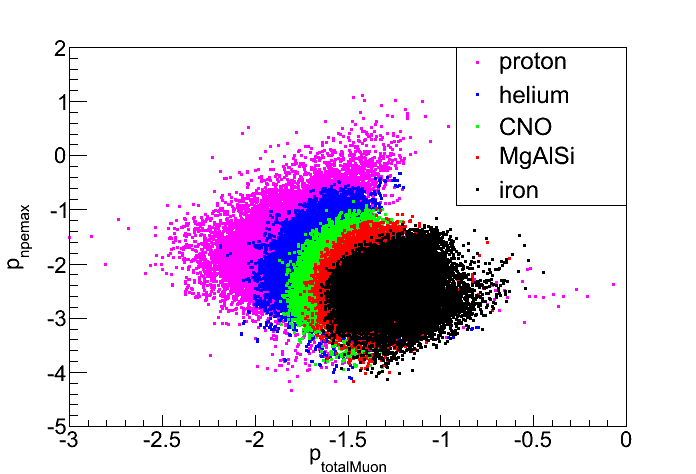 2
1
0
-1
-2
-3
-4
-5
p_npemax
proton
helium
CNO
MgAlSi
iron
-3 -2.5 -2 -1.5 -1 -0.5 0
p_totalMuon